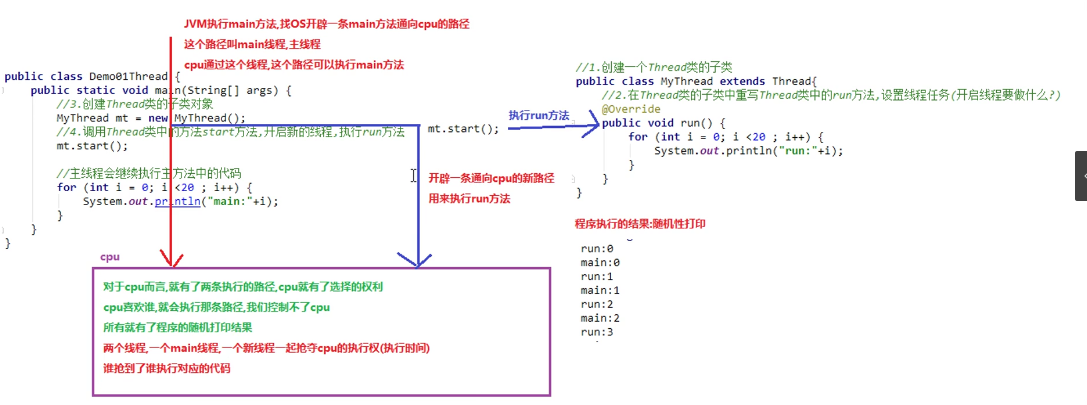 JVM执行main方法,找OS开辟一条main方法通向cpu的路径
这个路径叫main线程,主线程
cpu通过这个线程,这个路径可以执行main方法
public class Demo01Thread {
public static void main(String[] args) {
//3.创建Thread类的子类对象
MyThread mt = new MyThread();
//4.调用Thread类中的方法start方法,开启新的线程,执行run方法
mt.start();
//主线程会继续执行主方法中的代码
for (int i = 0; i <20 ; i++) {
System.out.println("main:"+i);
}
}
}
mt.start();
执行run方法
开辟一条通向cpu的新路径
用来执行run方法
//1.创建一个Thread类的子类
public class MyThread extends Thread{
//2.在Thread类的子类中重写Thread类中的run方法,设置线程任务(开启线程要做什么?)
@Override
public void run() {
for (int i = 0; i <20 ; i++) {
System.out.println("run:"+i);
}
}
}
程序执行的结果:随机性打印
run:0
main:0
run:1
main:1
run:2
main:2
run:3
cpu
对于cpu而言,就有了两条执行的路径,cpu就有了选择的权利
cpu喜欢谁,就会执行那条路径,我们控制不了cpu
所有就有了程序的随机打印结果
两个线程,一个main线程,一个新线程一起抢夺cpu的执行权(执行时间)
谁抢到了谁执行对应的代码